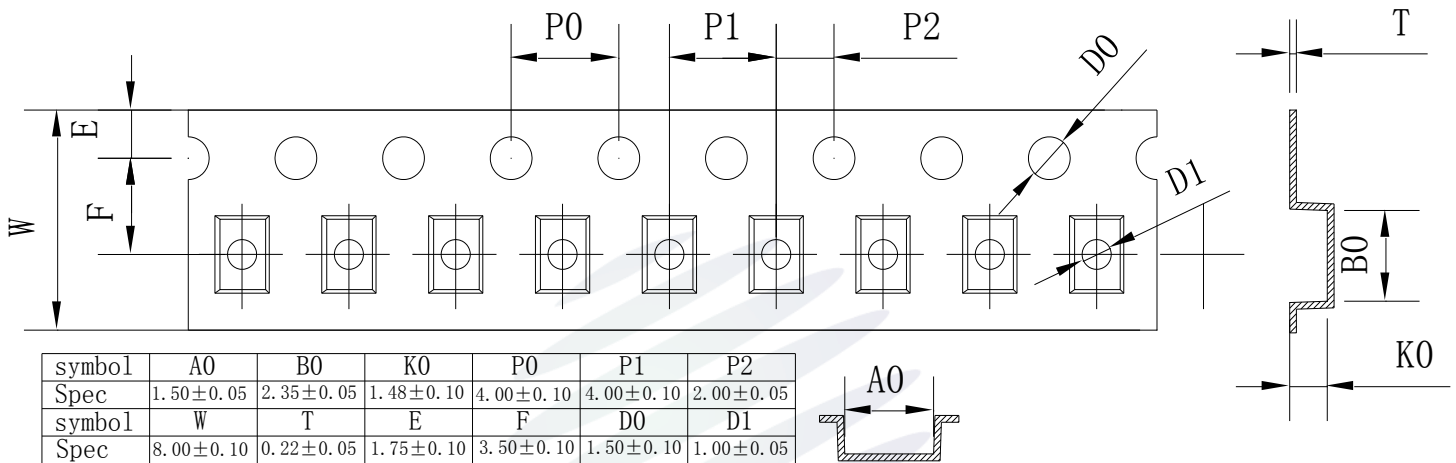 P0 P1 P2 D0 T
E
F
W
D1
B0
K0
A0
symbol A0 B0 K0 P0 P1 P2
Spec 1.50±0.05 2.35±0.05 1.48±0.10 4.00±0.10 4.00±0.10 2.00±0.05
symbol W T E F D0 D1
Spec 8.00±0.10 0.22±0.05 1.75±0.10 3.50±0.10 1.50±0.10 1.00±0.05